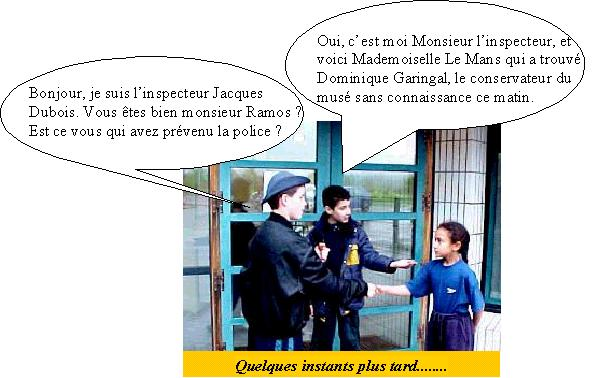 Bonjour, je suis l'inspecteur Jacques
Dubois. Vous êtes bien monsieur Ramos ?
Est ce vous qui avez prévenu la police ?
Oui, c'est moi Monsieur l'inspecteur, et
voici Mademoiselle Le Mans qui a trouvé
Dominique Garingal, le conservateur du
musé sans connaissance ce matin.
Quelques instants plus tard........